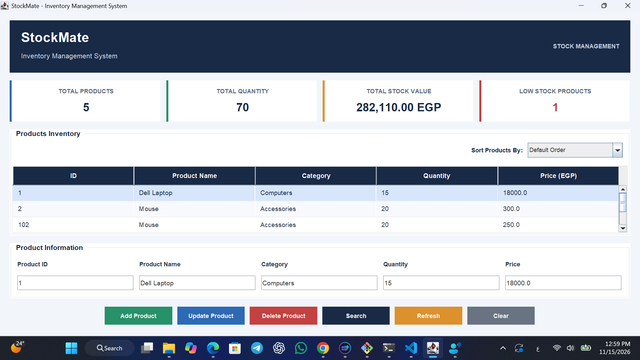 StockMate - Inventory Management System
StockMate
Inventory Management System
STOCK MANAGEMENT
TOTAL PRODUCTS
5
TOTAL QUANTITY
70
TOTAL STOCK VALUE
282,110.00 EGP
LOW STOCK PRODUCTS
1
Products Inventory
Sort Products By: Default Order
ID Product Name Category Quantity Price (EGP)
1 Dell Laptop Computers 15 18000.0
2 Mouse Accessories 20 300.0
102 Mouse Accessories 20 250.0
Product Information
Product ID Product Name Category Quantity Price
1 Dell Laptop Computers 15 18000.0
Add Product Update Product Delete Product Search Refresh Clear
24°
Search
ع
12:59 PM
11/15/2026